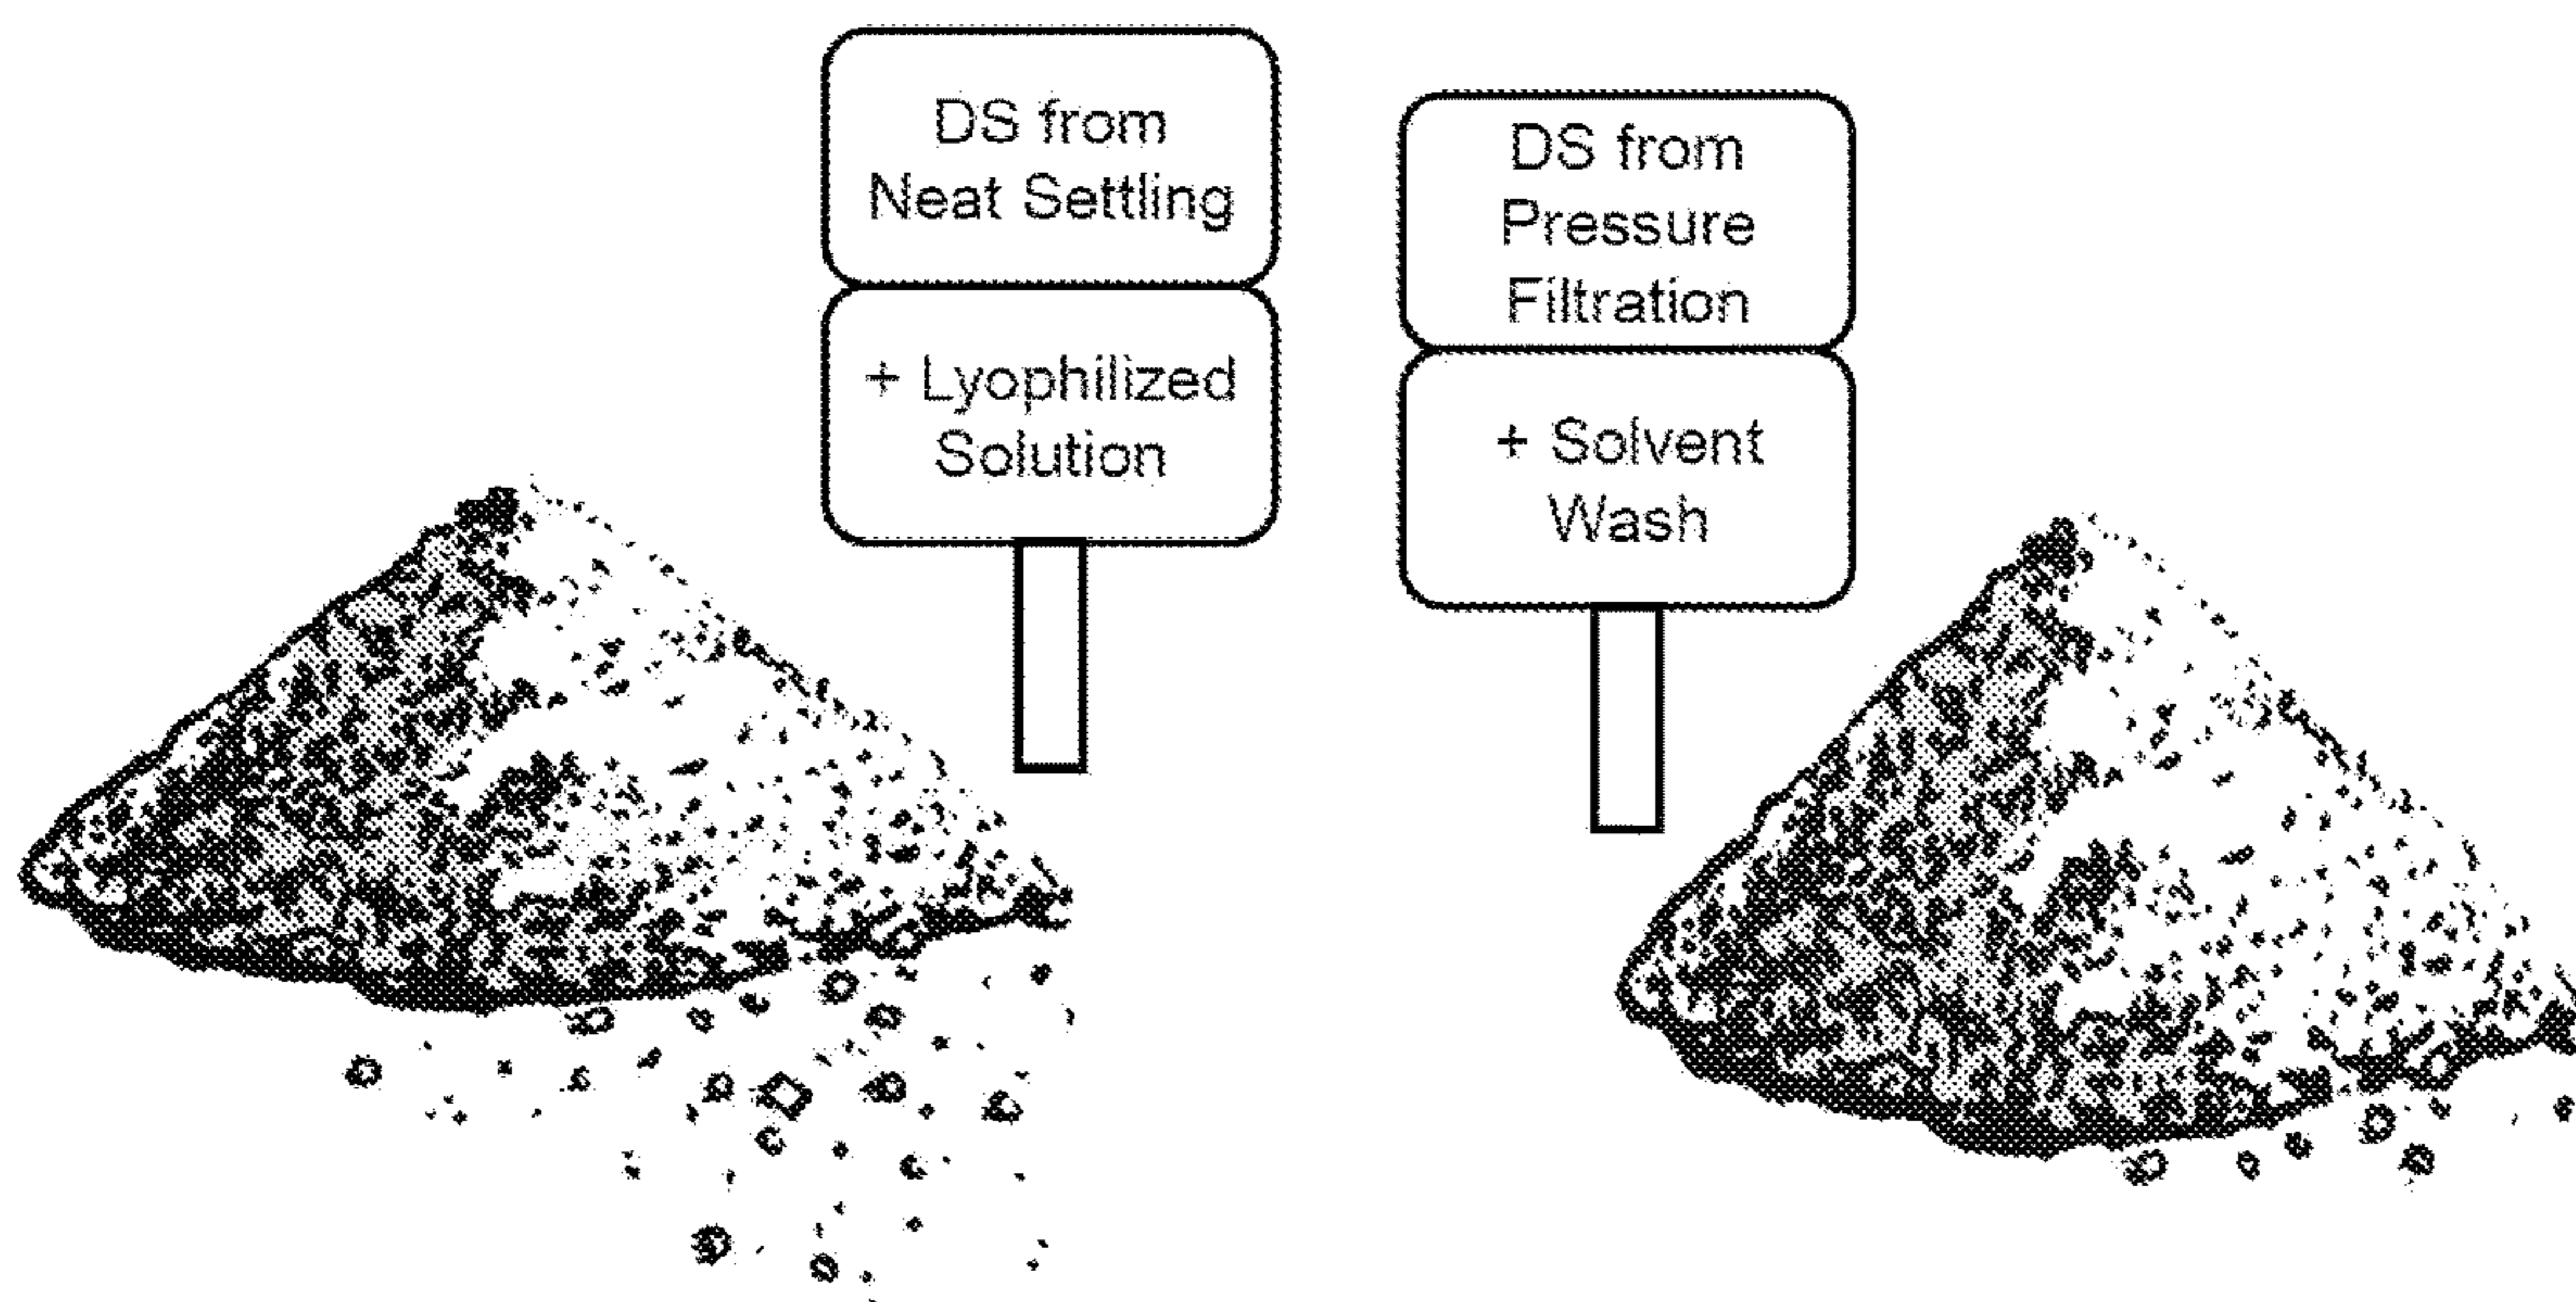 DS from
Neat Settling
+ Lyophilized
Solution
DS from
Pressure
Filtration
+ Solvent
Wash